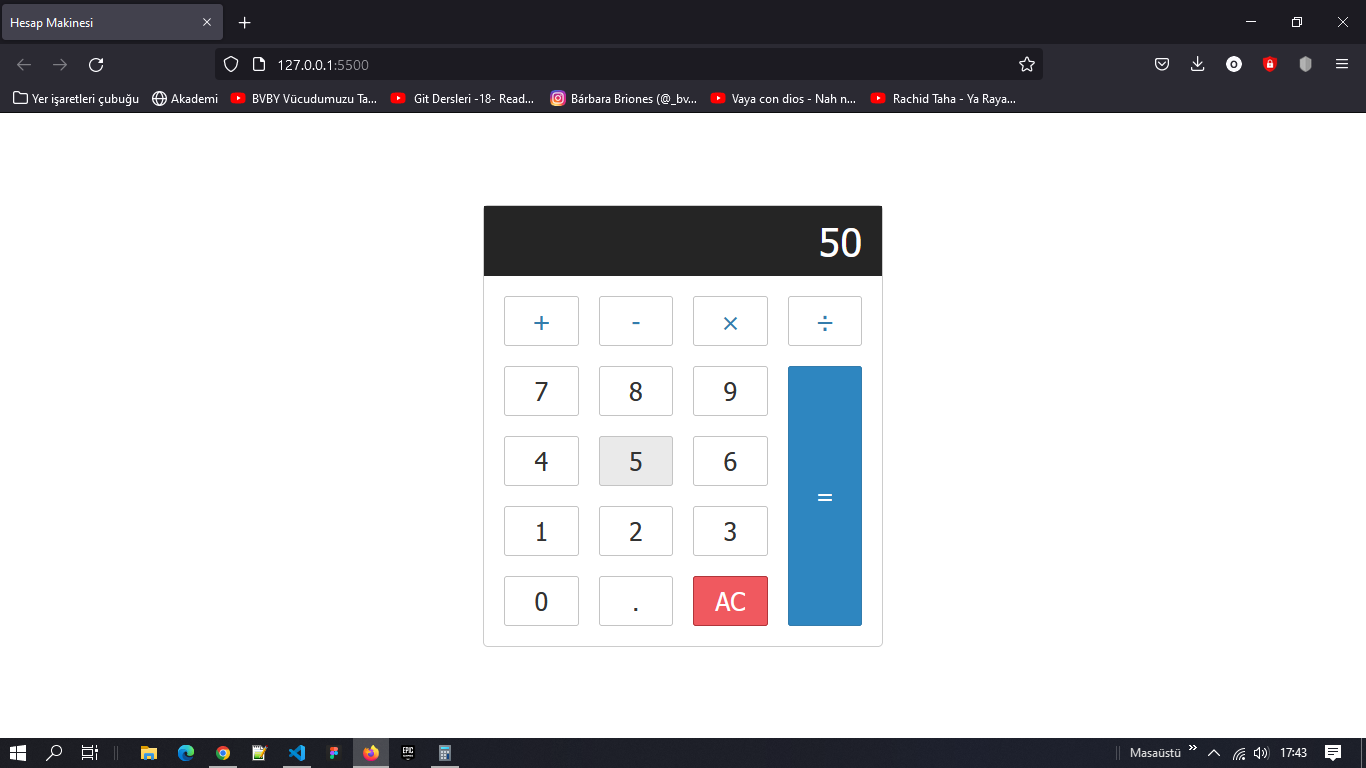 Hesap Makinesi
127.0.0.1:5500
Yer işaretleri çubuğu Akademi BVBY Vücudumuzu Ta... Git Dersleri -18- Read... Bárbara Briones (@_bv... Vaya con dios - Nah n... Rachid Taha - Ya Raya...
50
+ - × ÷
7 8 9
4 5 6
=
1 2 3
0 . AC
EPIC
Masaüstü 17:43